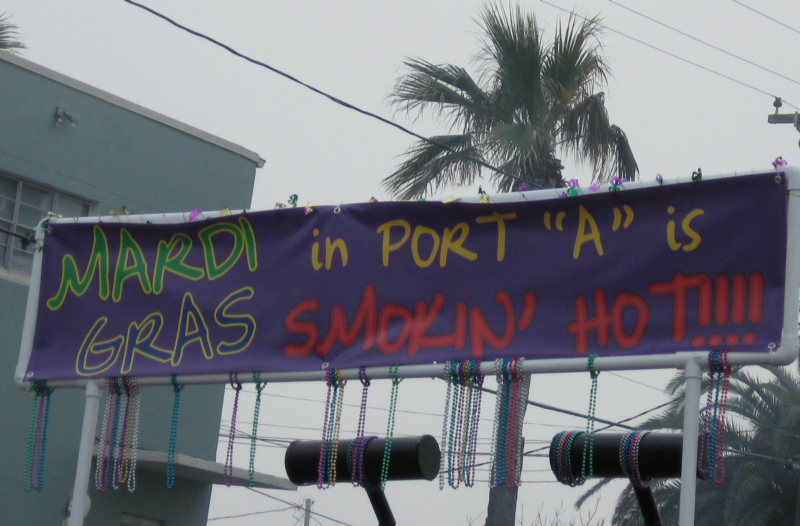 MARDI in PORT "A" is
GRAS SMOKIN' HOT!!!!